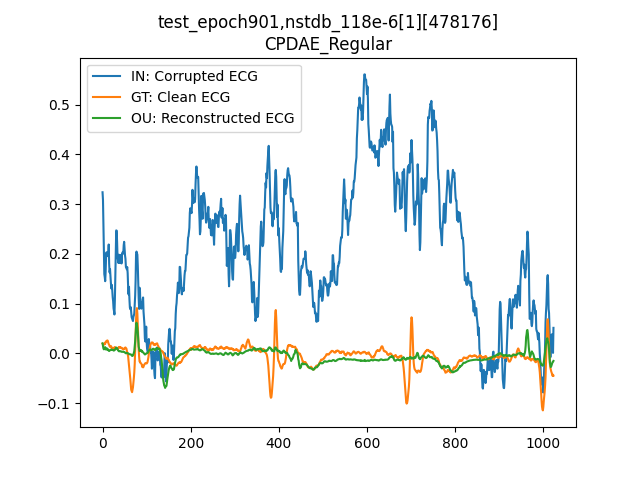 test_epoch901,nstdb_118e-6[1][478176]
CPDAE_Regular
IN: Corrupted ECG
GT: Clean ECG
OU: Reconstructed ECG
0.5
0.4
0.3
0.2
0.1
0.0
−0.1
0 200 400 600 800 1000